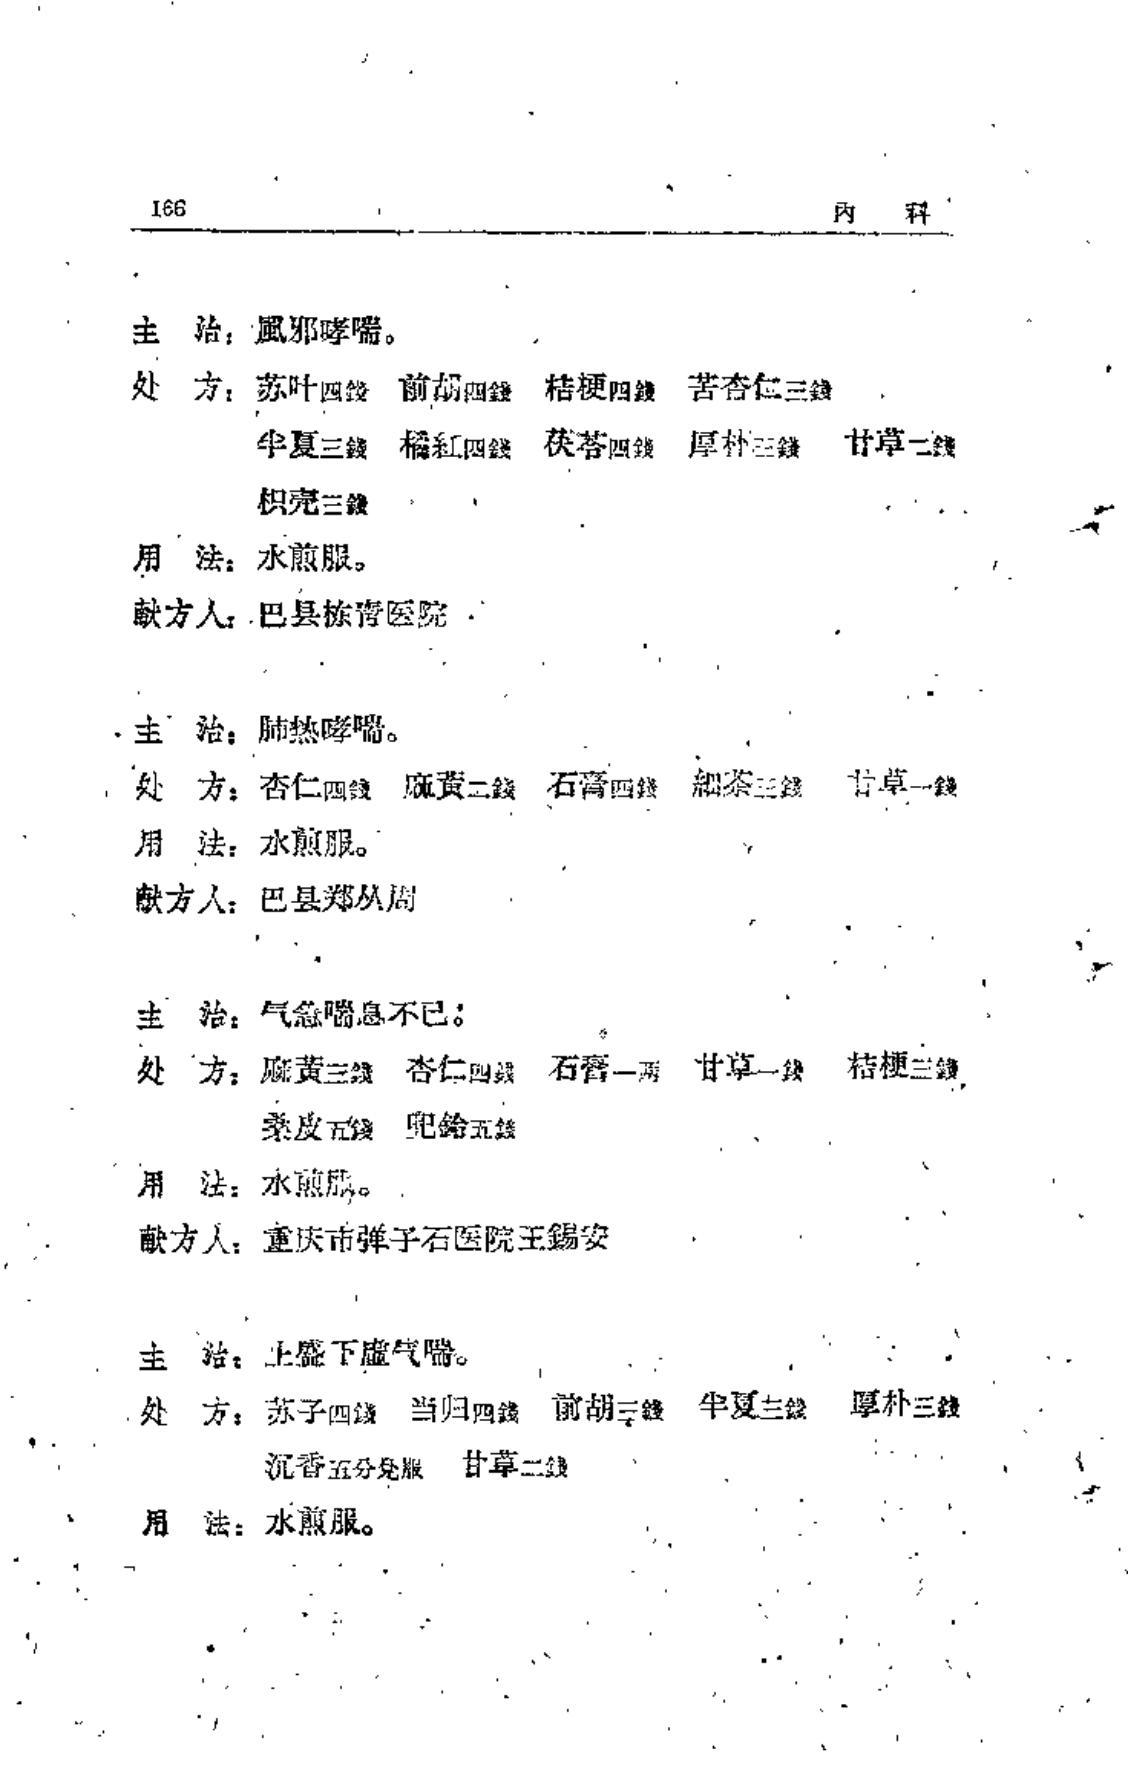 166 内 科
主 治：風邪哮喘。
处 方：苏叶四錢 前胡四錢 桔梗四錢 苦杏仁三錢
半夏三錢 橘紅四錢 茯苓四錢 厚朴三錢 甘草二錢
枳壳三錢
用 法：水煎服。
献方人：巴县栋青医院
主 治：肺热哮喘。
处 方：杏仁四錢 麻黄二錢 石膏四錢 細茶三錢 甘草一錢
用 法：水煎服。
献方人：巴县郑从周
主 治：气急喘息不已：
处 方：麻黄三錢 杏仁四錢 石膏一两 甘草一錢 桔梗三錢
桑皮五錢 兜鈴五錢
用 法：水煎服。
献方人：重庆市弹子石医院王錫安
主 治：上盛下虚气喘。
处 方：苏子四錢 当归四錢 前胡三錢 半夏三錢 厚朴三錢
沉香五分兑服 甘草二錢
用 法：水煎服。